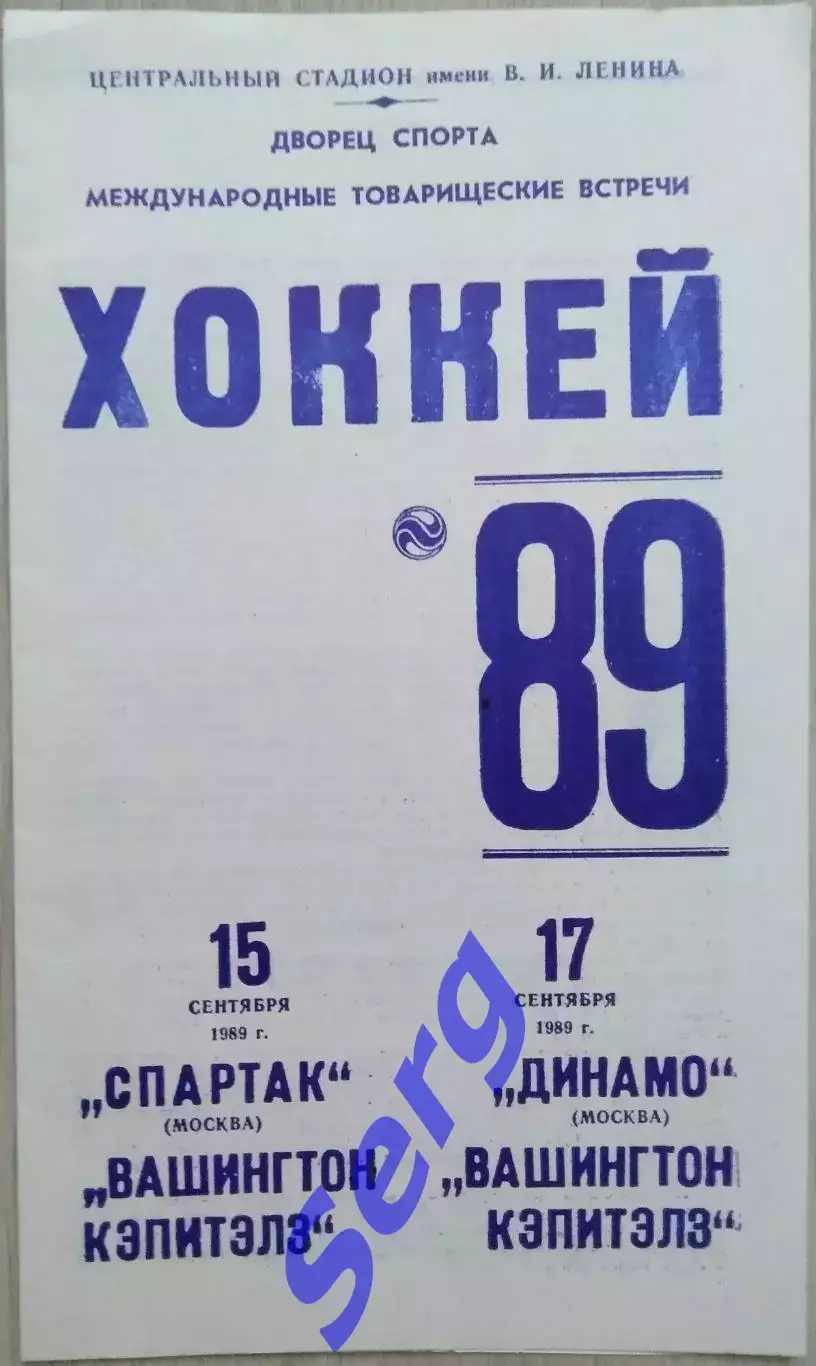 ЦЕНТРАЛЬНЫЙ СТАДИОН имени В. И. ЛЕНИНА
ДВОРЕЦ СПОРТА
МЕЖДУНАРОДНЫЕ ТОВАРИЩЕСКИЕ ВСТРЕЧИ
ХОККЕЙ
89
15
СЕНТЯБРЯ
1989 г.
„СПАРТАК“
(МОСКВА)
„ВАШИНГТОН
КЭПИТЭЛЗ“
17
СЕНТЯБРЯ
1989 г.
„ДИНАМО“
(МОСКВА)
„ВАШИНГТОН
КЭПИТЭЛЗ“
serg